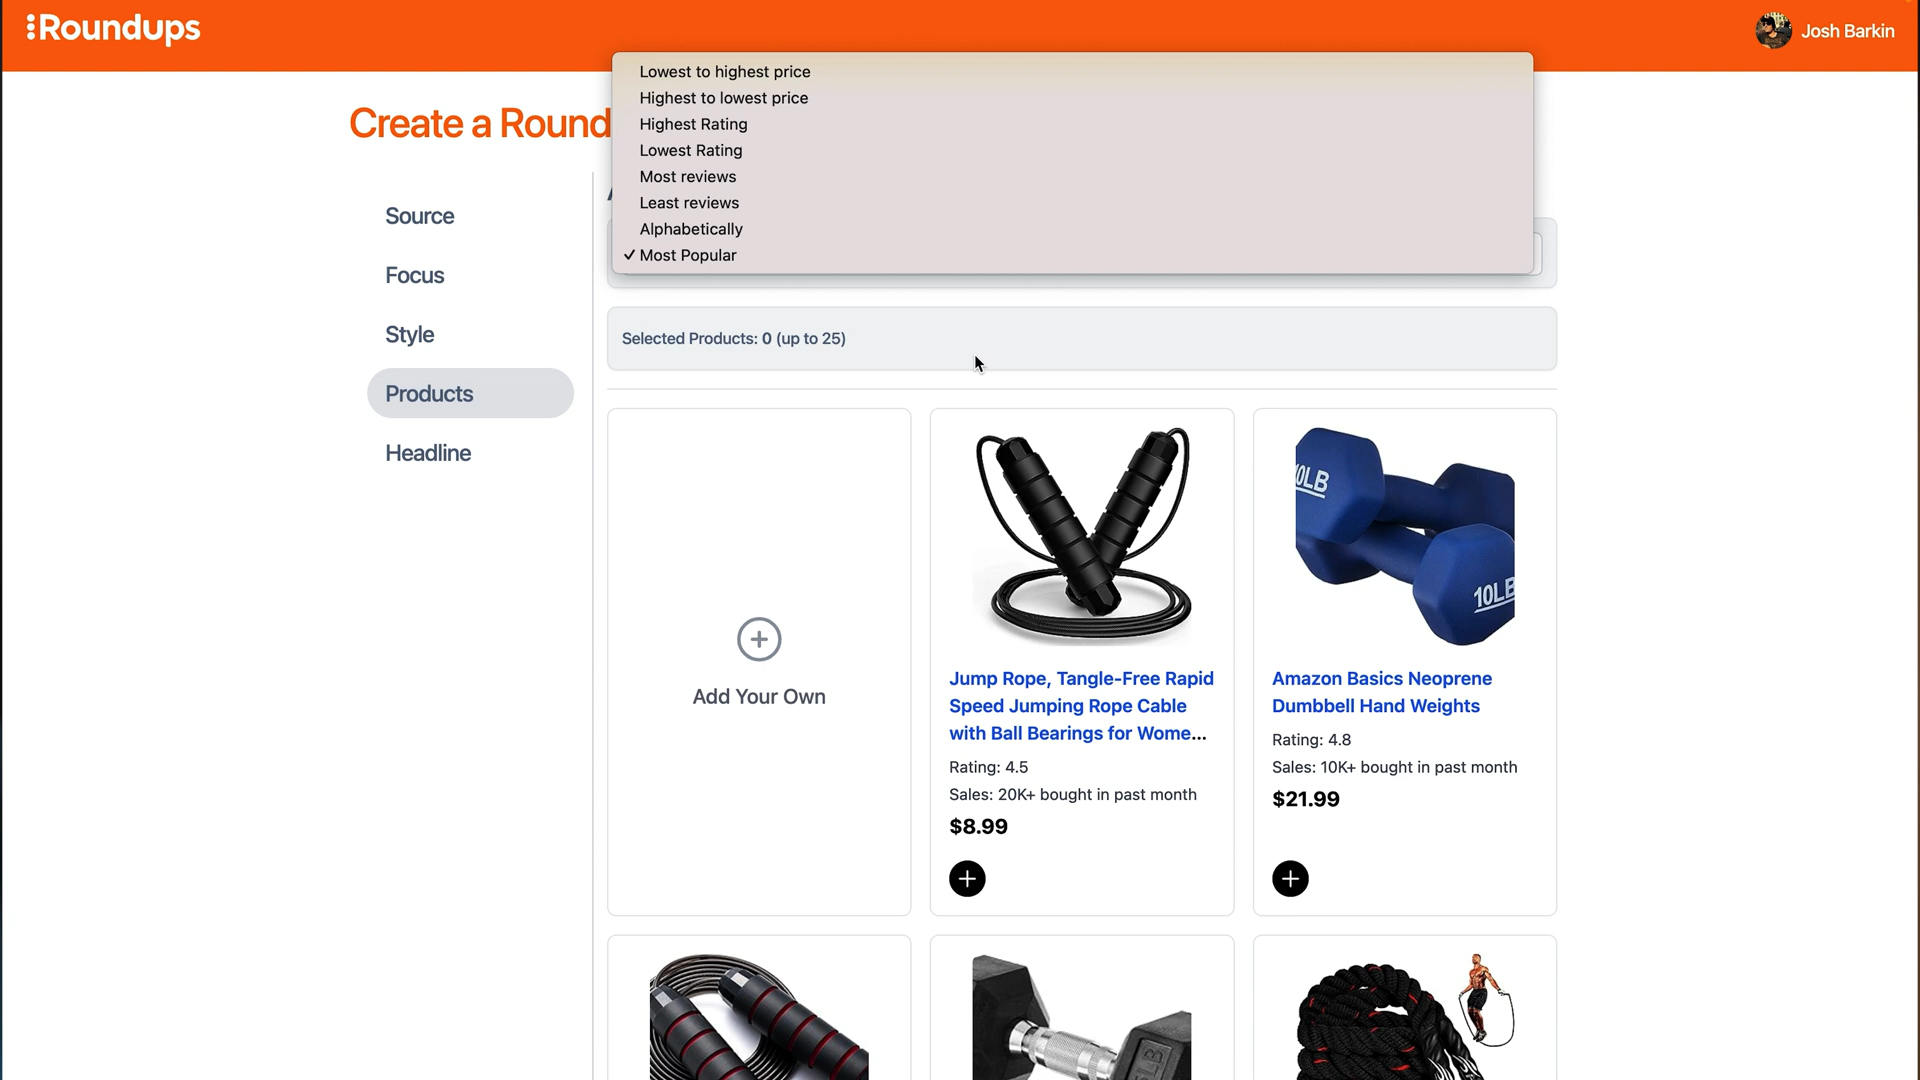 Roundups
Josh Barkin
Create a Round
Lowest to highest price
Highest to lowest price
Highest Rating
Lowest Rating
Most reviews
Least reviews
Alphabetically
✓ Most Popular
Source
Focus
Style
Products
Headline
Selected Products: 0 (up to 25)
Add Your Own
10LB
10LB
Jump Rope, Tangle-Free Rapid
Speed Jumping Rope Cable
with Ball Bearings for Wome...
Rating: 4.5
Sales: 20K+ bought in past month
$8.99
Amazon Basics Neoprene
Dumbbell Hand Weights
Rating: 4.8
Sales: 10K+ bought in past month
$21.99